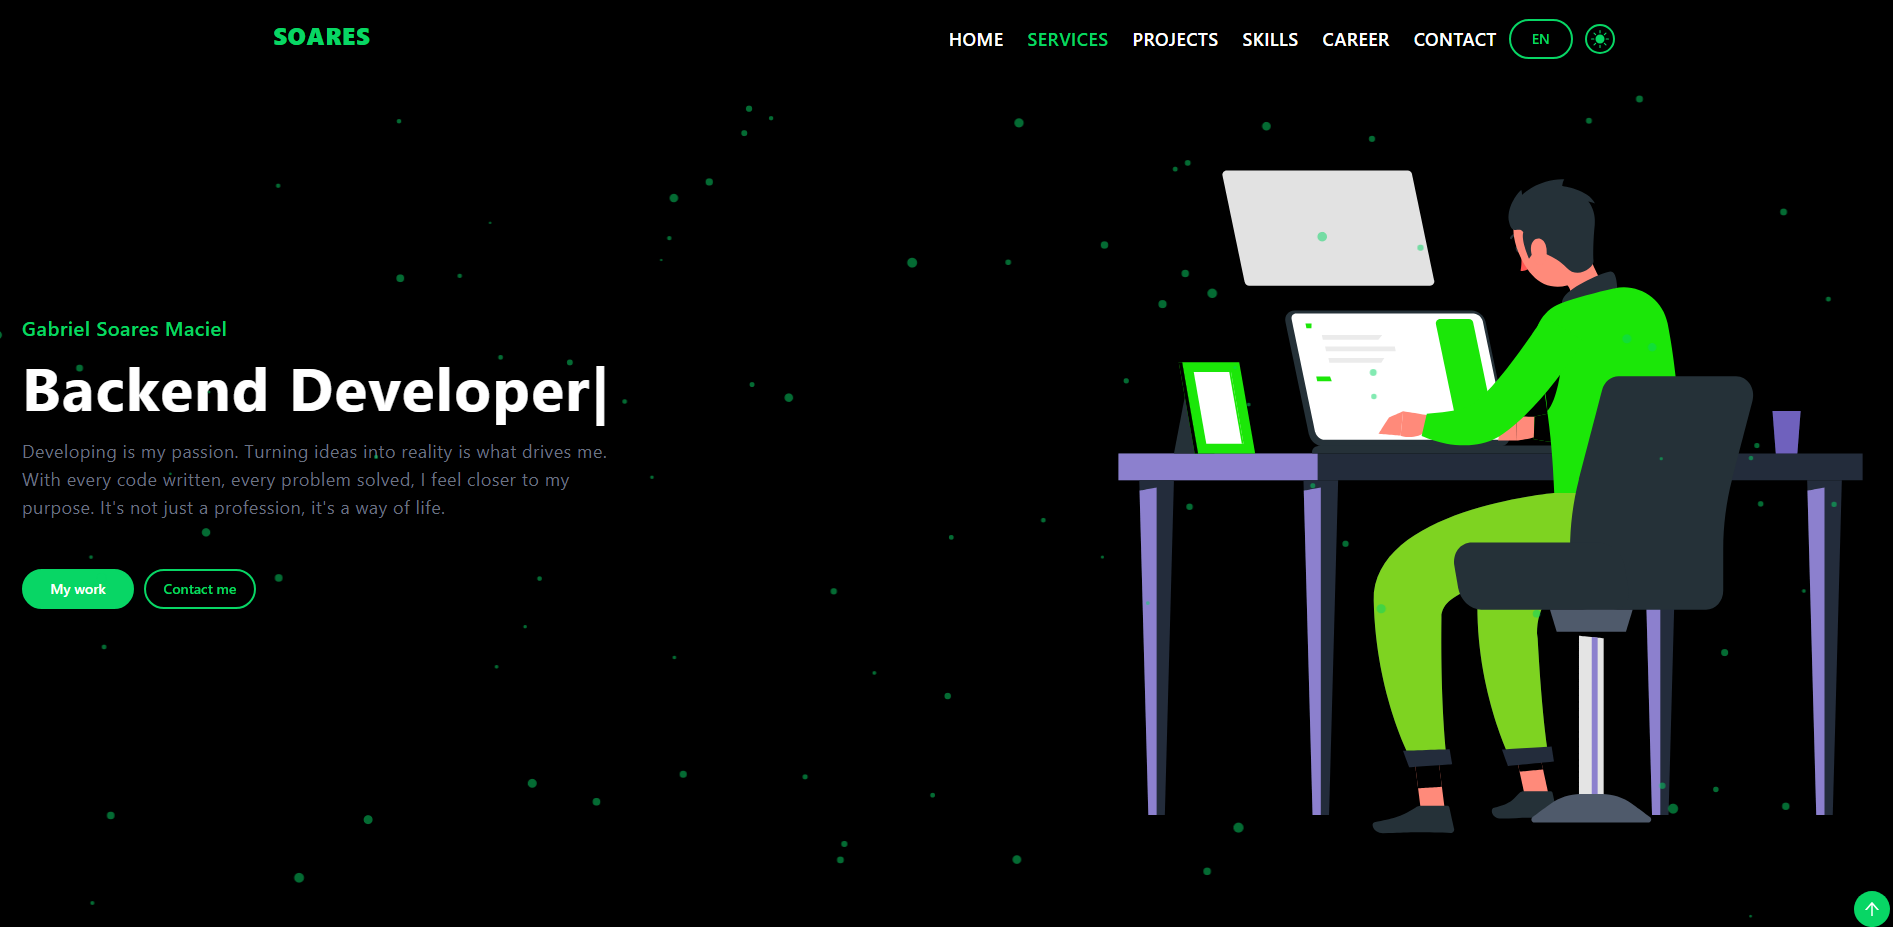 SOARES
HOME SERVICES PROJECTS SKILLS CAREER CONTACT EN
Gabriel Soares Maciel
Backend Developer|
Developing is my passion. Turning ideas into reality is what drives me.
With every code written, every problem solved, I feel closer to my
purpose. It's not just a profession, it's a way of life.
My work Contact me